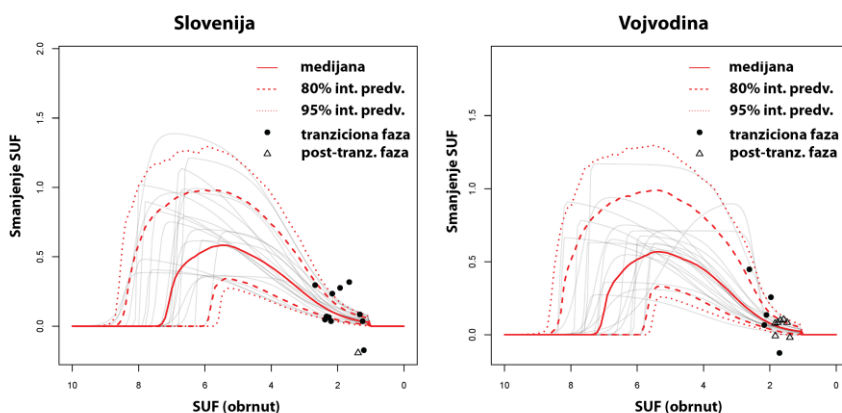 Slovenija
Smanjenje SUF
2.0
1.5
1.0
0.5
0.0
medijana
80% int. predv.
95% int. predv.
tranziciona faza
post-tranz. faza
10 8 6 4 2 0
SUF (obrnut)
Vojvodina
Smanjenje SUF
1.5
1.0
0.5
0.0
medijana
80% int. predv.
95% int. predv.
tranziciona faza
post-tranz. faza
10 8 6 4 2 0
SUF (obrnut)